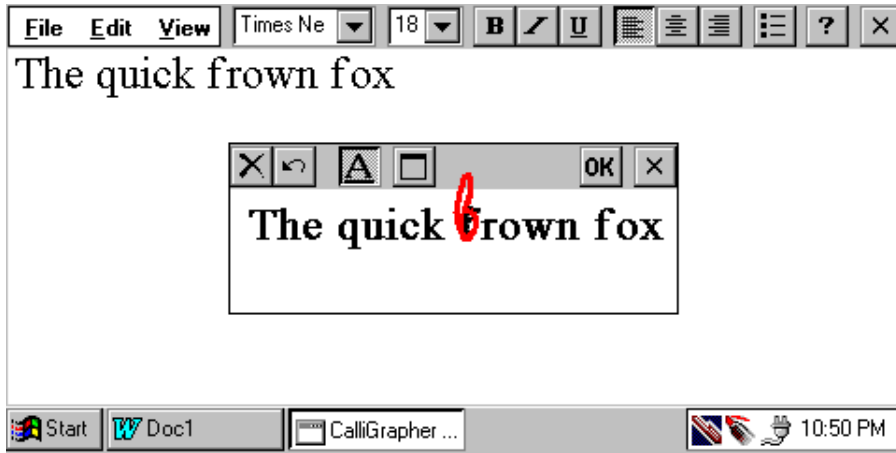 File Edit View Times Ne 18 B I U ?
The quick frown fox
A OK
The quick frown fox
Start Doc1 CalliGrapher ... 10:50 PM